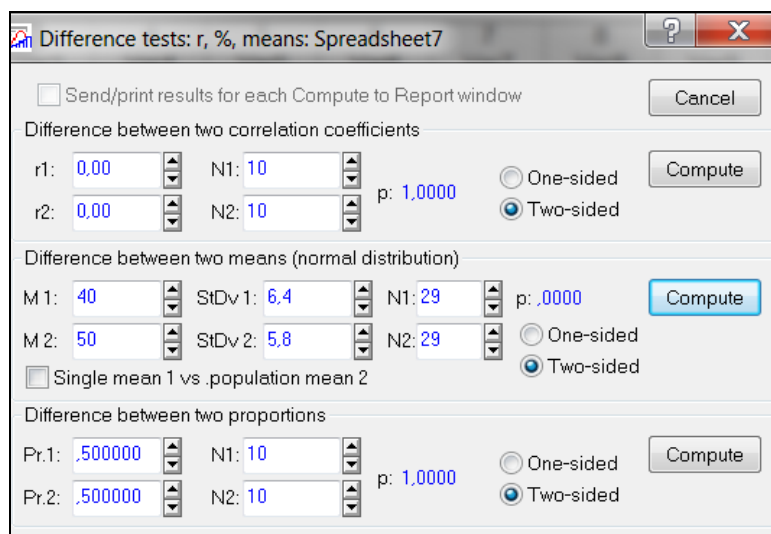 Difference tests: r, %, means: Spreadsheet7
Send/print results for each Compute to Report window
Cancel
Difference between two correlation coefficients
r1: 0,00 N1: 10
r2: 0,00 N2: 10
p: 1,0000
One-sided
Two-sided
Compute
Difference between two means (normal distribution)
M 1: 40 StDv 1: 6,4 N1: 29 p: ,0000 Compute
M 2: 50 StDv 2: 5,8 N2: 29
One-sided
Two-sided
Single mean 1 vs .population mean 2
Difference between two proportions
Pr.1: ,500000 N1: 10
Pr.2: ,500000 N2: 10
p: 1,0000
One-sided
Two-sided
Compute